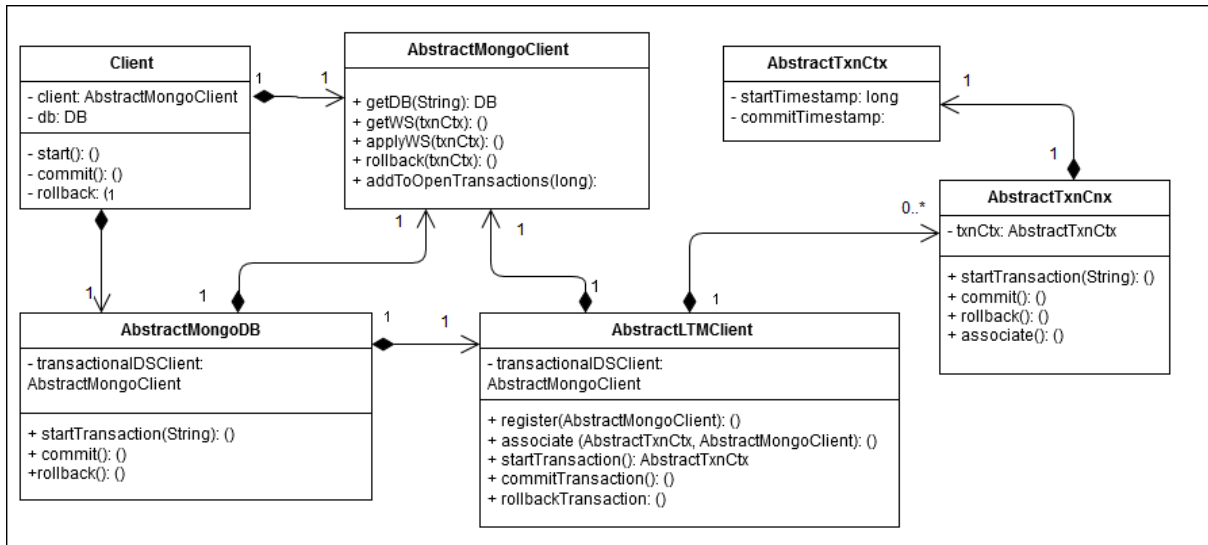 Client
- client: AbstractMongoClient
- db: DB
- start(): ()
- commit(): ()
- rollback: (1
1
1
AbstractMongoClient
+ getDB(String): DB
+ getWS(txnCtx): ()
+ applyWS(txnCtx): ()
+ rollback(txnCtx): ()
+ addToOpenTransactions(long):
AbstractTxnCtx
- startTimestamp: long
- commitTimestamp:
1
1
AbstractTxnCnx
- txnCtx: AbstractTxnCtx
+ startTransaction(String): ()
+ commit(): ()
+ rollback(): ()
+ associate(): ()
0..*
1
1
1
1
1
1
AbstractMongoDB
- transactionalDSClient:
AbstractMongoClient
+ startTransaction(String): ()
+ commit(): ()
+rollback(): ()
1
1
AbstractLTMClient
- transactionalDSClient:
AbstractMongoClient
+ register(AbstractMongoClient): ()
+ associate (AbstractTxnCtx, AbstractMongoClient): ()
+ startTransaction(): AbstractTxnCtx
+ commitTransaction(): ()
+ rollbackTransaction: ()